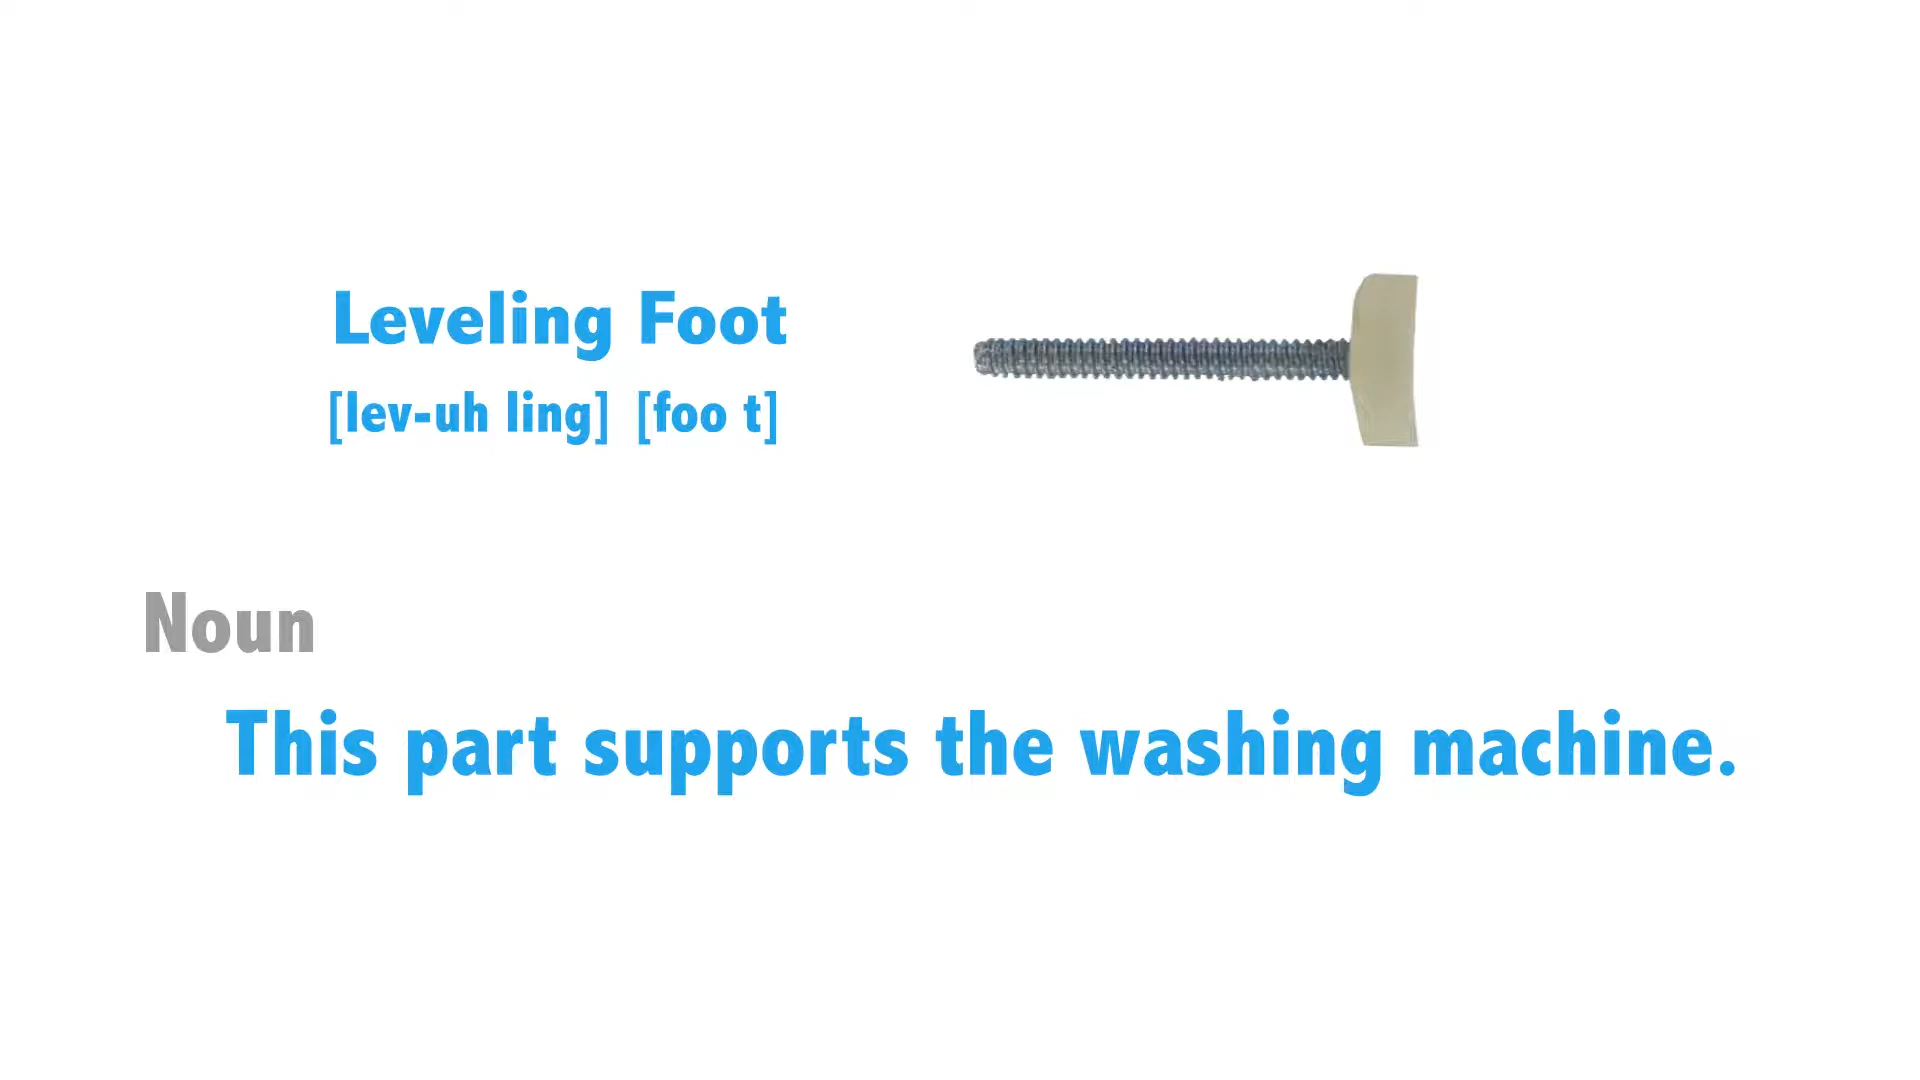 Leveling Foot
[lev-uh ling] [foo t]
Noun
This part supports the washing machine.